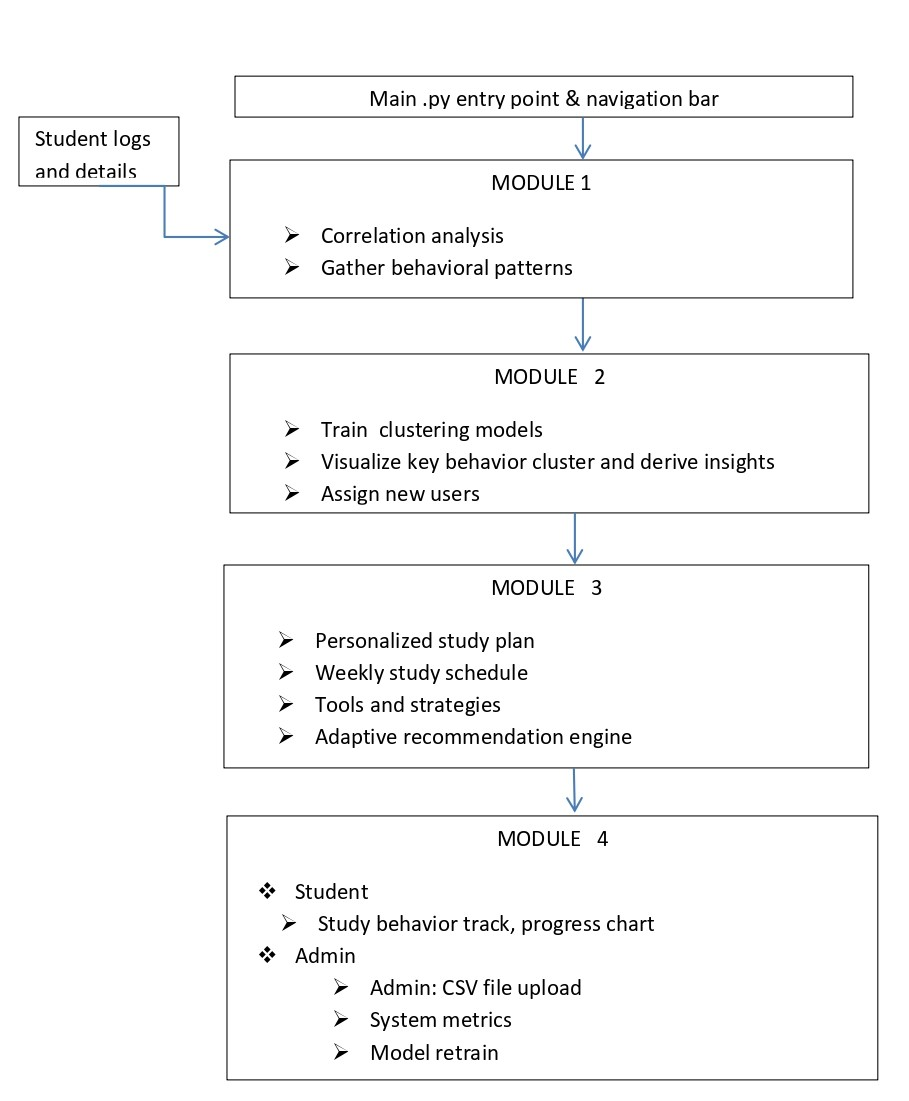 Main .py entry point & navigation bar
Student logs
and details
MODULE 1
➢ Correlation analysis
➢ Gather behavioral patterns
MODULE 2
➢ Train clustering models
➢ Visualize key behavior cluster and derive insights
➢ Assign new users
MODULE 3
➢ Personalized study plan
➢ Weekly study schedule
➢ Tools and strategies
➢ Adaptive recommendation engine
MODULE 4
❖ Student
➢ Study behavior track, progress chart
❖ Admin
➢ Admin: CSV file upload
➢ System metrics
➢ Model retrain